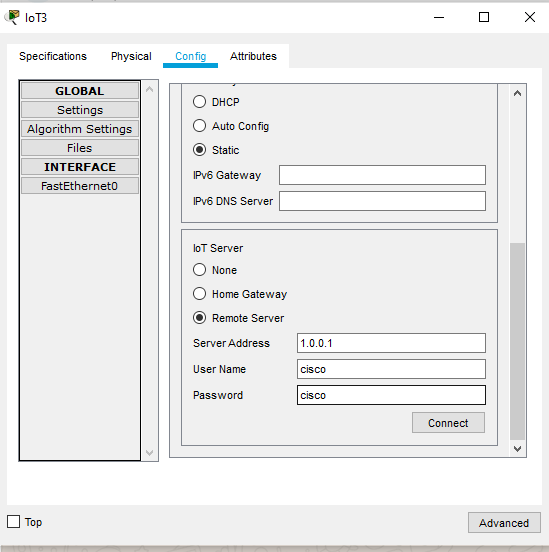 IoT3
Specifications Physical Config Attributes
GLOBAL
Settings
Algorithm Settings
Files
INTERFACE
FastEthernet0
DHCP
Auto Config
Static
IPv6 Gateway
IPv6 DNS Server
IoT Server
None
Home Gateway
Remote Server
Server Address 1.0.0.1
User Name cisco
Password cisco
Connect
Top
Advanced